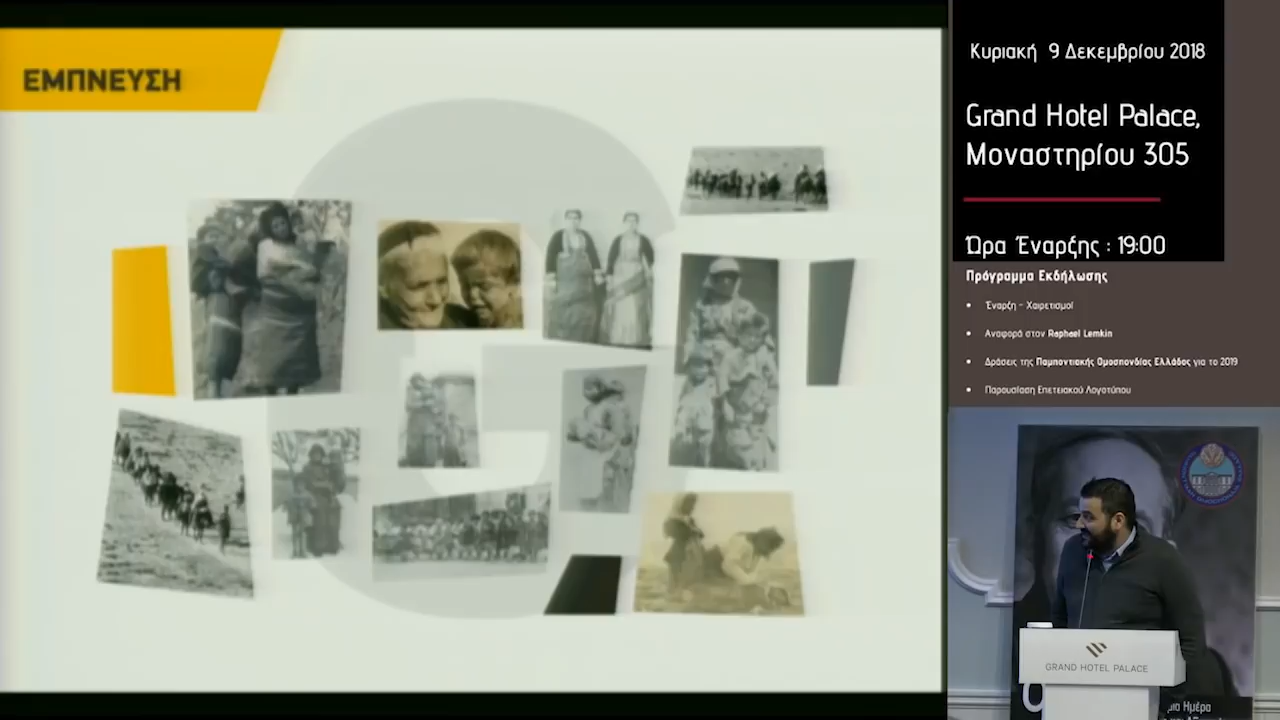 ΕΜΠΝΕΥΣΗ
Κυριακή 9 Δεκεμβρίου 2018
Grand Hotel Palace,
Μοναστηρίου 305
Ώρα Έναρξης : 19:00
Πρόγραμμα Εκδήλωσης
• Έναρξη - Χαιρετισμοί
• Αναφορά στον Raphael Lemkin
• Δράσεις της Παμποντιακής Ομοσπονδίας Ελλάδος για το 2019
• Παρουσίαση Επετειακού Λογοτύπου
GRAND HOTEL PALACE
Ημέρα